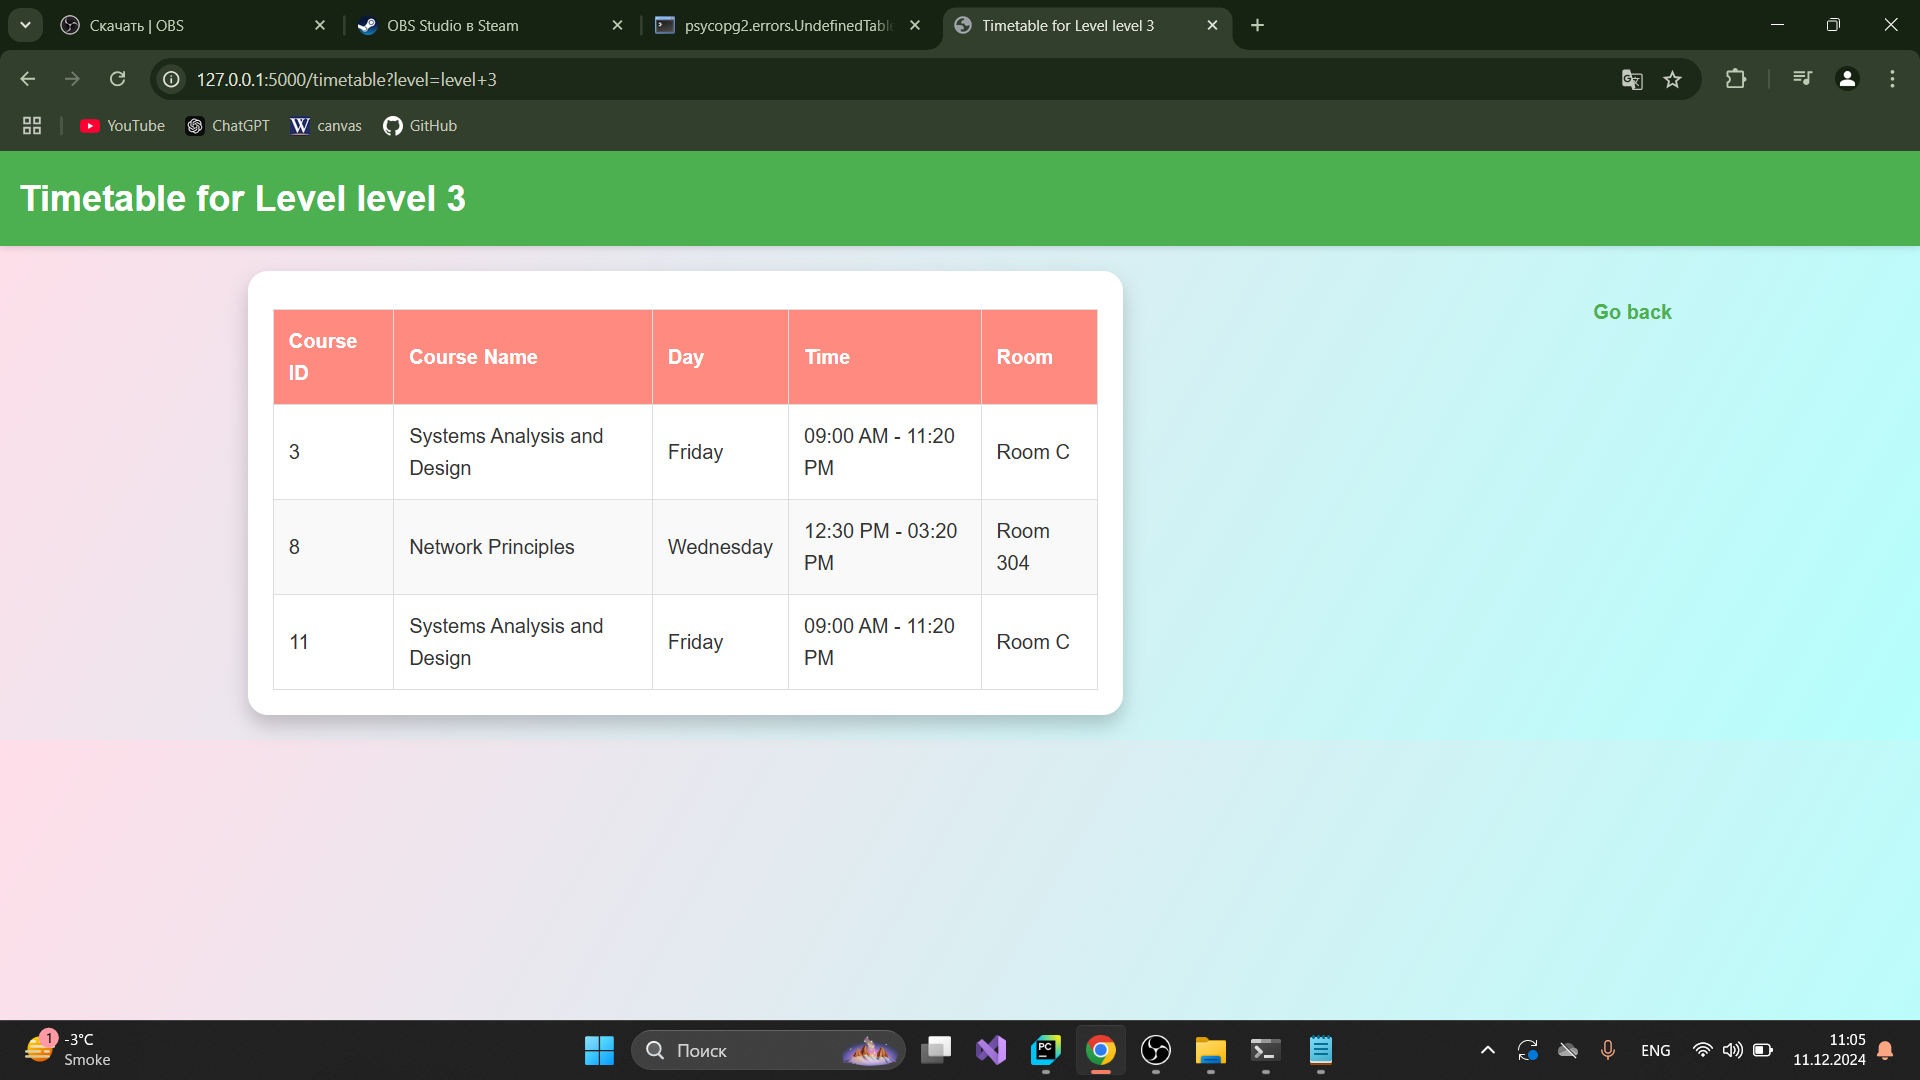 Скачать | OBS
OBS Studio в Steam
psycopg2.errors.UndefinedTabl
Timetable for Level level 3
127.0.0.1:5000/timetable?level=level+3
YouTube
ChatGPT
canvas
GitHub
Timetable for Level level 3
Go back
Course ID
Course Name
Day
Time
Room
3
Systems Analysis and
Design
Friday
09:00 AM - 11:20
PM
Room C
8
Network Principles
Wednesday
12:30 PM - 03:20
PM
Room
304
11
Systems Analysis and
Design
Friday
09:00 AM - 11:20
PM
Room C
1
-3°C
Smoke
Поиск
PC
ENG
11:05
11.12.2024